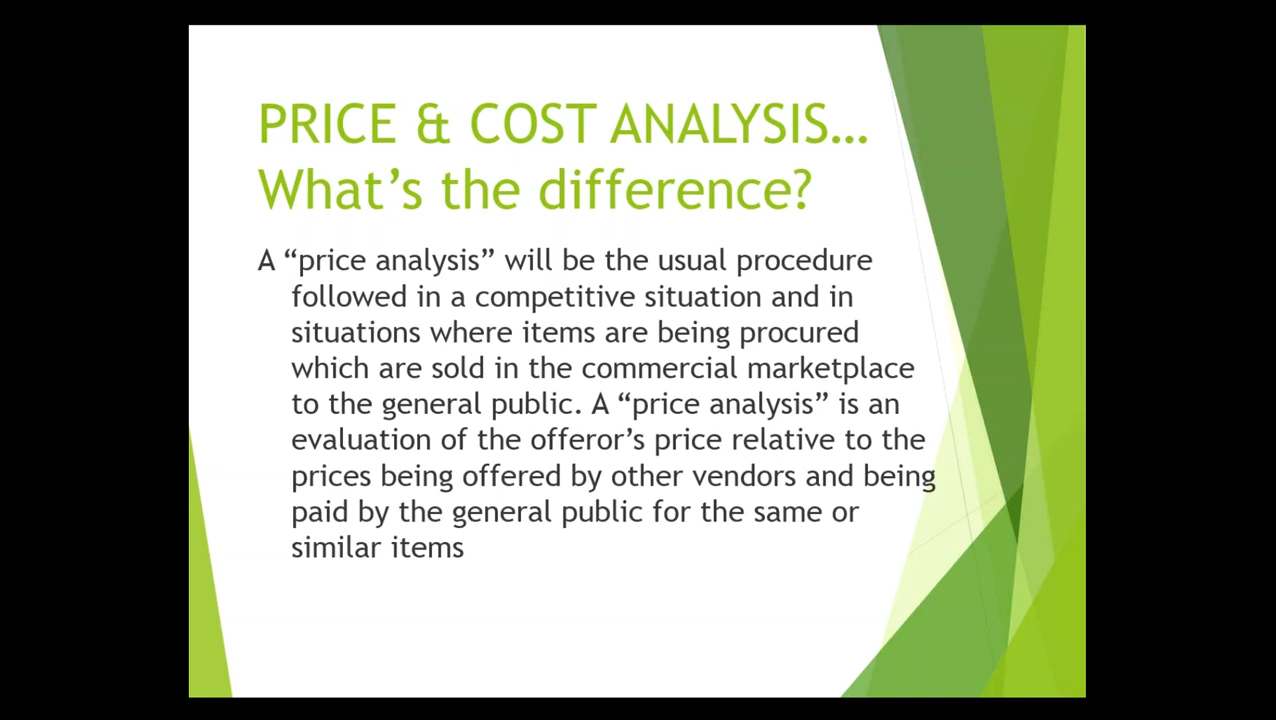 PRICE & COST ANALYSIS…
What’s the difference?
A “price analysis” will be the usual procedure
followed in a competitive situation and in
situations where items are being procured
which are sold in the commercial marketplace
to the general public. A “price analysis” is an
evaluation of the offeror’s price relative to the
prices being offered by other vendors and being
paid by the general public for the same or
similar items